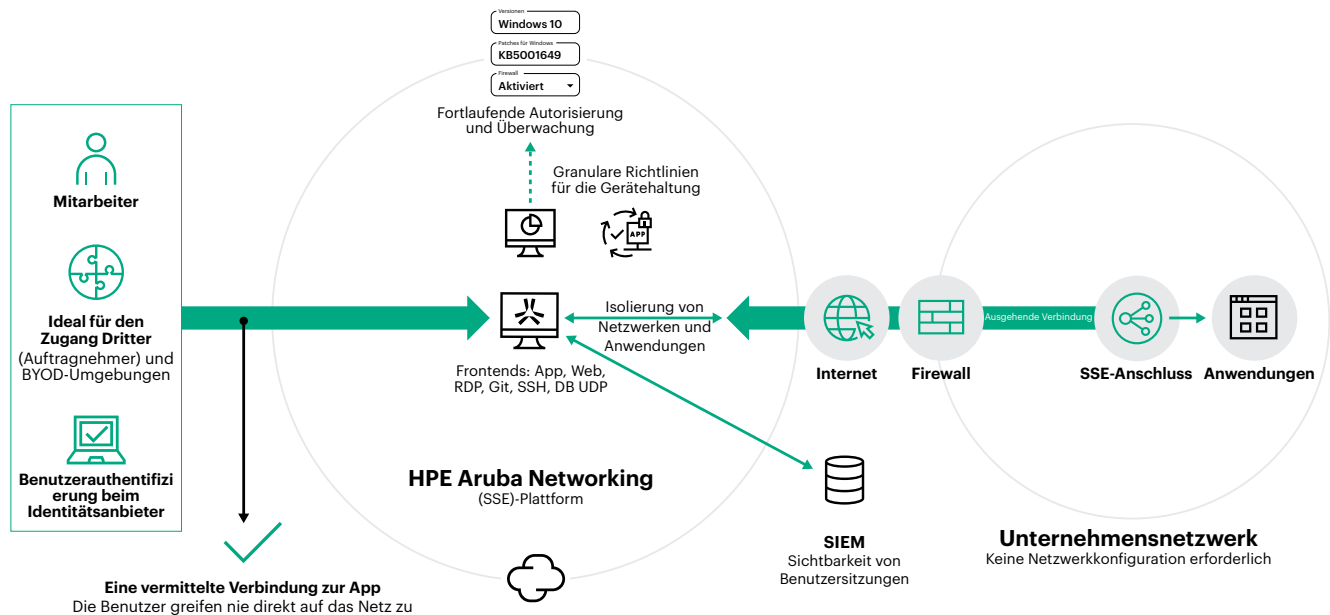 Versionen
Windows 10
Patches für Windows
KB5001649
Firewall
Aktiviert
Fortlaufende Autorisierung
und Überwachung
Granulare Richtlinien
für die Gerätehaltung
APP
Mitarbeiter
Ideal für den
Zugang Dritter
(Auftragnehmer) und
BYOD-Umgebungen
Benutzerauthentifizi
erung beim
Identitätsanbieter
Isolierung von
Netzwerken und
Anwendungen
Frontends: App, Web,
RDP, Git, SSH, DB UDP
Internet
Firewall
Ausgehende Verbindung
SSE-Anschluss
Anwendungen
HPE Aruba Networking
(SSE)-Plattform
SIEM
Sichtbarkeit von
Benutzersitzungen
Unternehmensnetzwerk
Keine Netzwerkkonfiguration erforderlich
Eine vermittelte Verbindung zur App
Die Benutzer greifen nie direkt auf das Netz zu